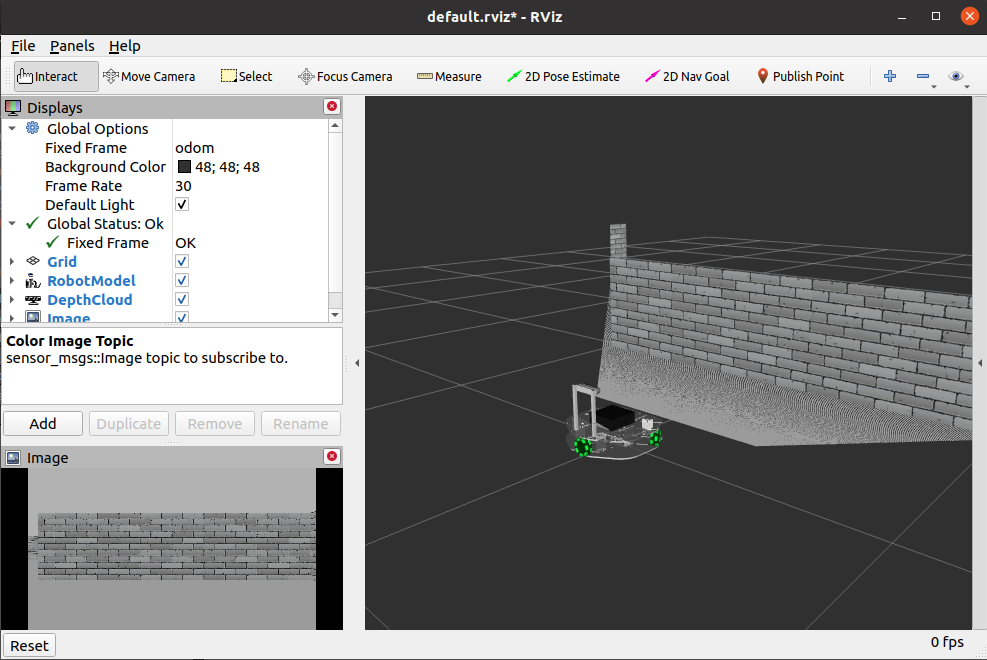 default.rviz* - RViz
File Panels Help
Interact Move Camera Select Focus Camera Measure 2D Pose Estimate 2D Nav Goal Publish Point
Displays
Global Options
Fixed Frame odom
Background Color 48; 48; 48
Frame Rate 30
Default Light
Global Status: Ok
Fixed Frame OK
Grid
RobotModel
DepthCloud
Image
Color Image Topic
sensor_msgs::Image topic to subscribe to.
Add Duplicate Remove Rename
Image
Reset 0 fps